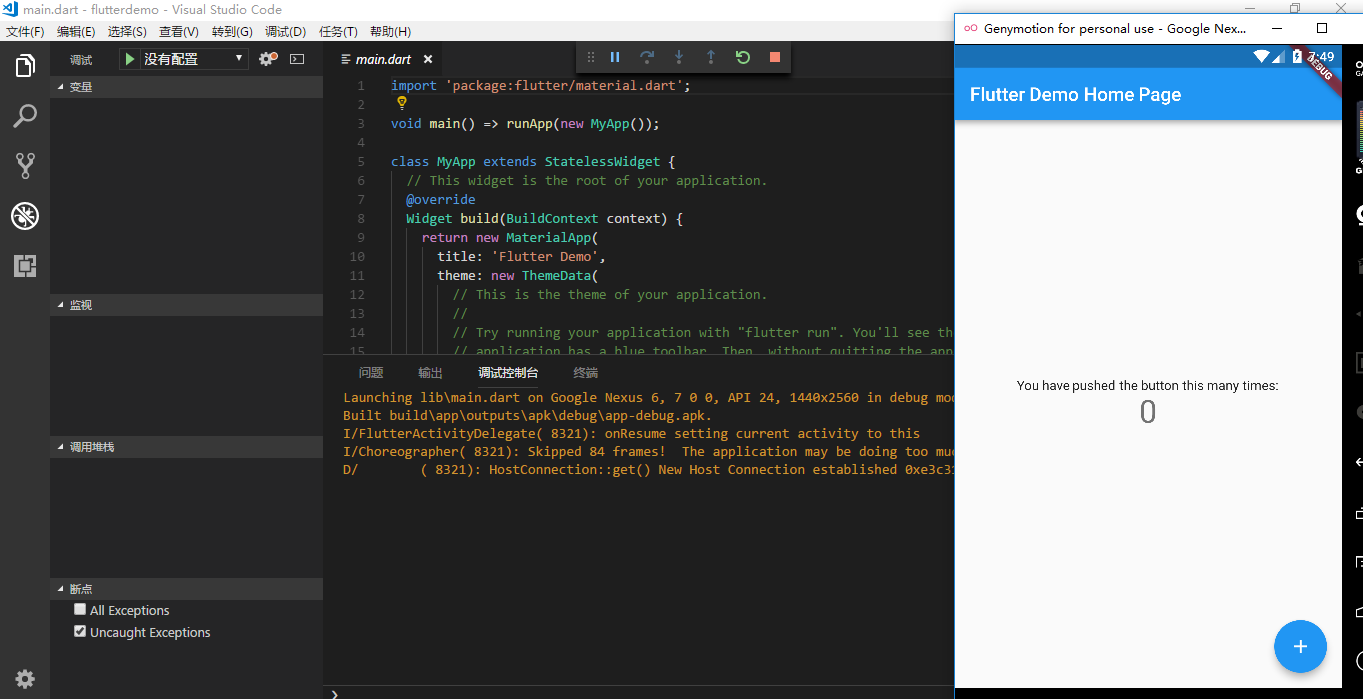 main.dart - flutterdemo - Visual Studio Code
文件(F) 编辑(E) 选择(S) 查看(V) 转到(G) 调试(D) 任务(T) 帮助(H)
调试 没有配置
变量
监视
调用堆栈
断点
All Exceptions
Uncaught Exceptions
main.dart
1 import 'package:flutter/material.dart';
2
3 void main() => runApp(new MyApp());
4
5 class MyApp extends StatelessWidget {
6 // This widget is the root of your application.
7 @override
8 Widget build(BuildContext context) {
9 return new MaterialApp(
10 title: 'Flutter Demo',
11 theme: new ThemeData(
12 // This is the theme of your application.
13 //
14 // Try running your application with "flutter run". You'll see th
15 // application has a blue toolbar. Then, without quitting the app
问题 输出 调试控制台 终端
Launching lib\main.dart on Google Nexus 6, 7 0 0, API 24, 1440x2560 in debug mod
Built build\app\outputs\apk\debug\app-debug.apk.
I/FlutterActivityDelegate( 8321): onResume setting current activity to this
I/Choreographer( 8321): Skipped 84 frames! The application may be doing too muc
D/ ( 8321): HostConnection::get() New Host Connection established 0xe3c31
Genymotion for personal use - Google Nex...
7:49
DEBUG
Flutter Demo Home Page
You have pushed the button this many times:
0